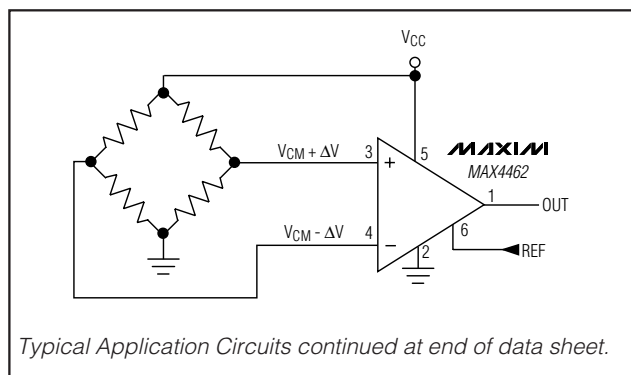 VCC
VCM + ΔV
3
+
5
MAXIM
MAX4462
1
OUT
VCM - ΔV
4
−
2
6
REF
Typical Application Circuits continued at end of data sheet.